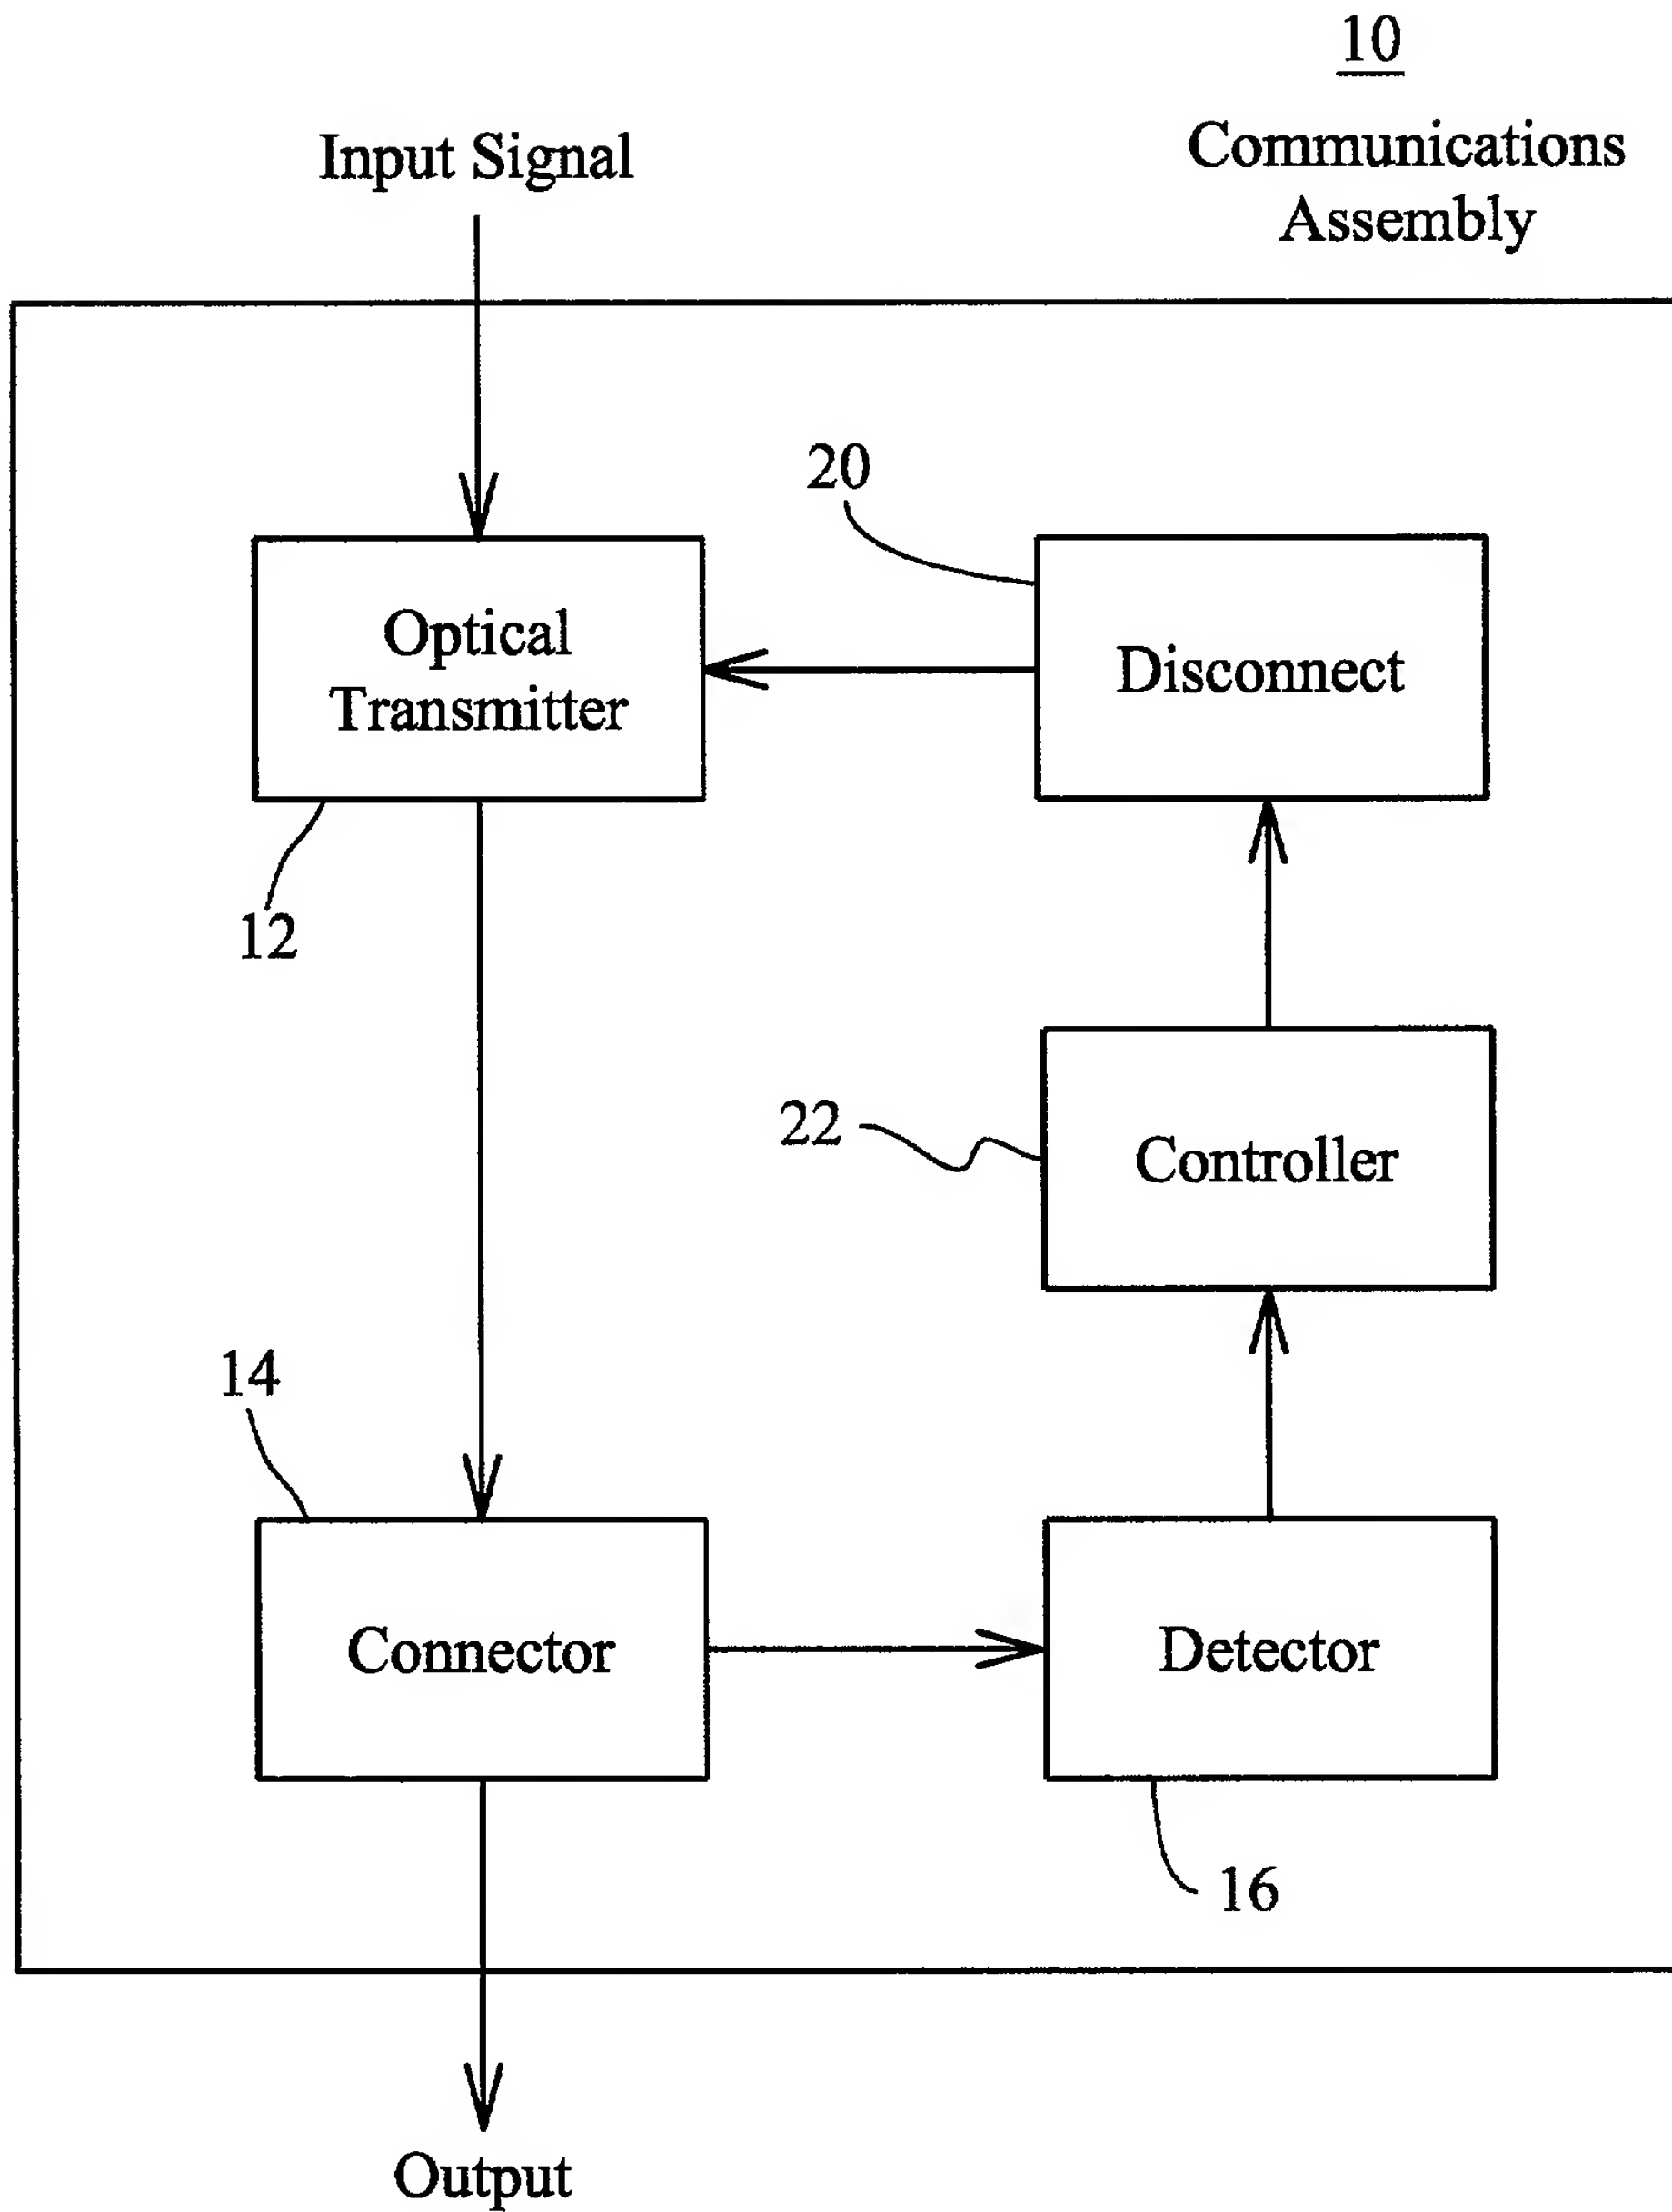 10
Communications
Assembly
Input Signal
20
Optical
Transmitter
Disconnect
12
22
Controller
14
Connector
Detector
16
Output